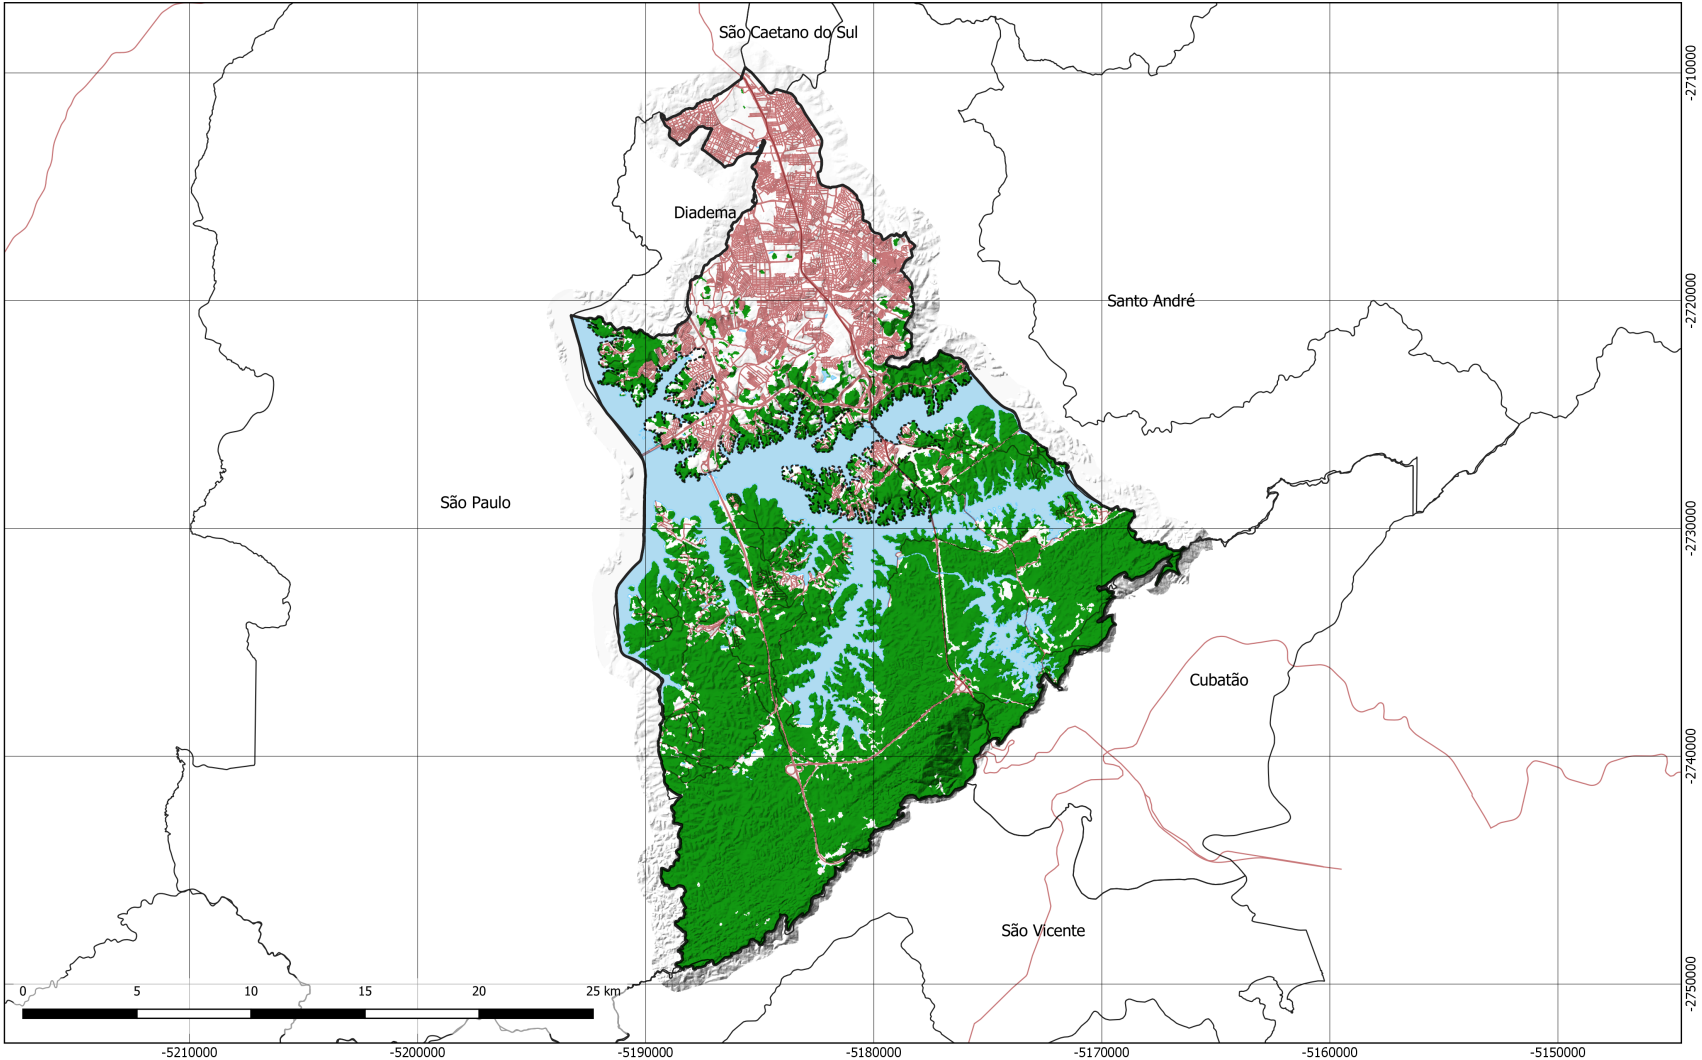 São Caetano do Sul
-2710000
Diadema
Santo André
-2720000
São Paulo
-2730000
Cubatão
-2740000
São Vicente
-2750000
0 5 10 15 20 25 km
-5210000 -5200000 -5190000 -5180000 -5170000 -5160000 -5150000